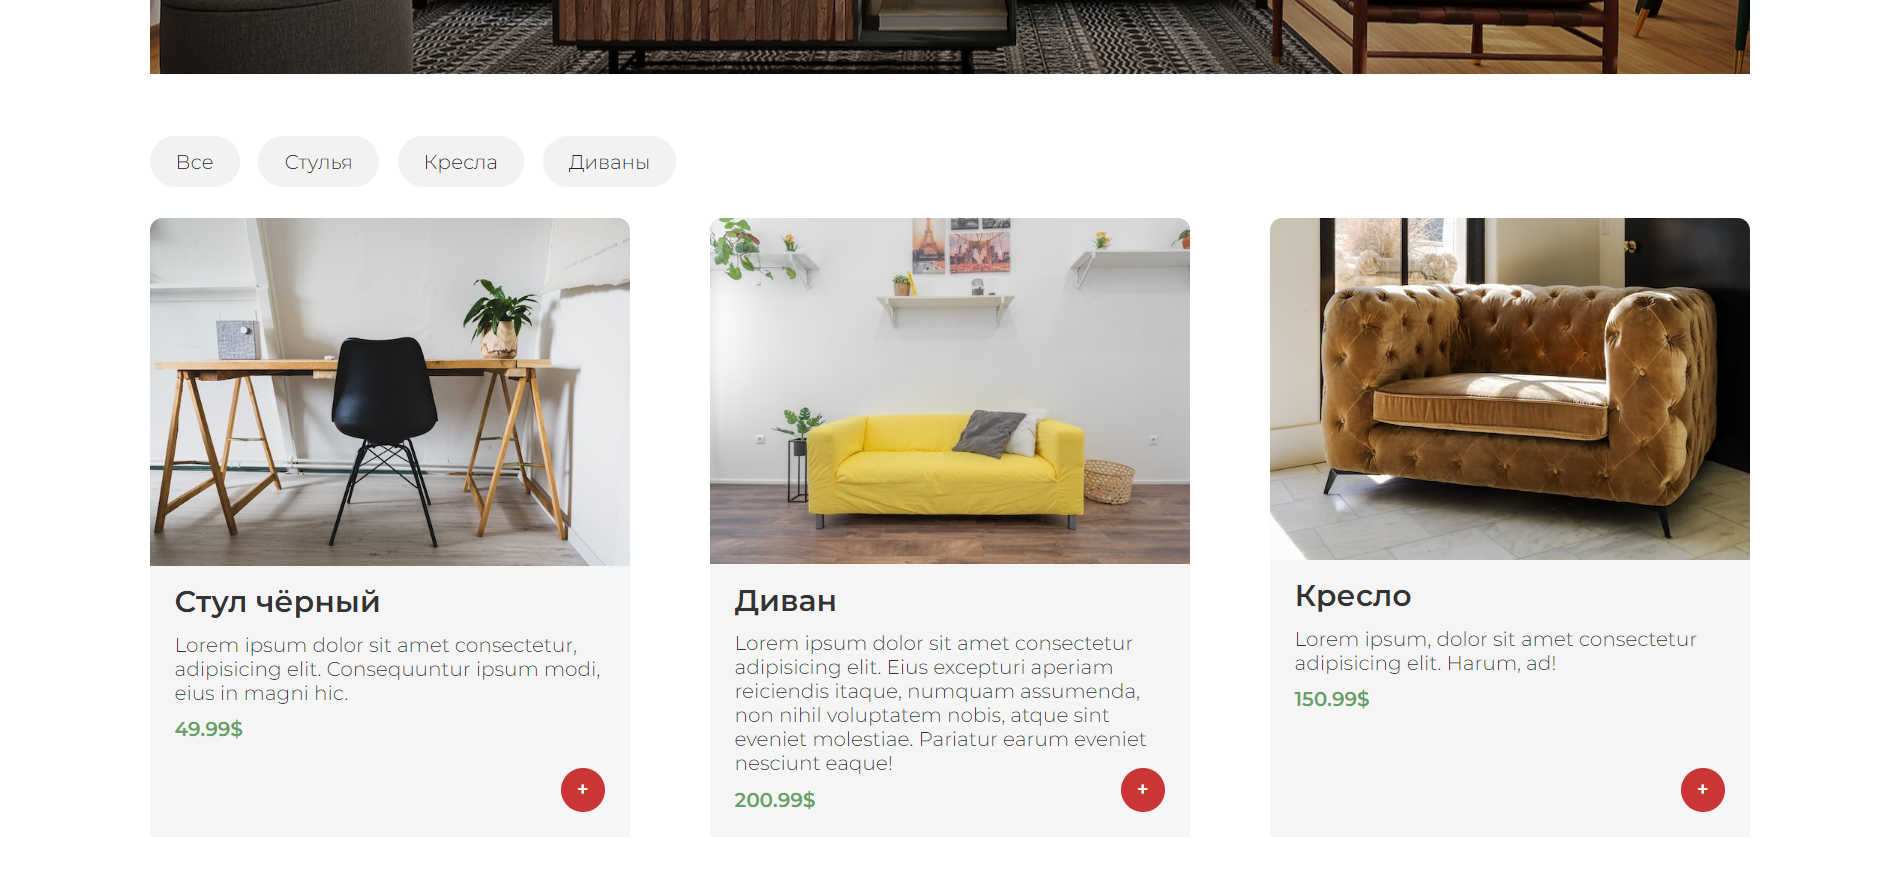 Все
Стулья
Кресла
Диваны
Стул чёрный
Lorem ipsum dolor sit amet consectetur,
adipisicing elit. Consequuntur ipsum modi,
eius in magni hic.
49.99$
+
Диван
Lorem ipsum dolor sit amet consectetur
adipisicing elit. Eius excepturi aperiam
reiciendis itaque, numquam assumenda,
non nihil voluptatem nobis, atque sint
eveniet molestiae. Pariatur earum eveniet
nesciunt eaque!
200.99$
+
Кресло
Lorem ipsum, dolor sit amet consectetur
adipisicing elit. Harum, ad!
150.99$
+